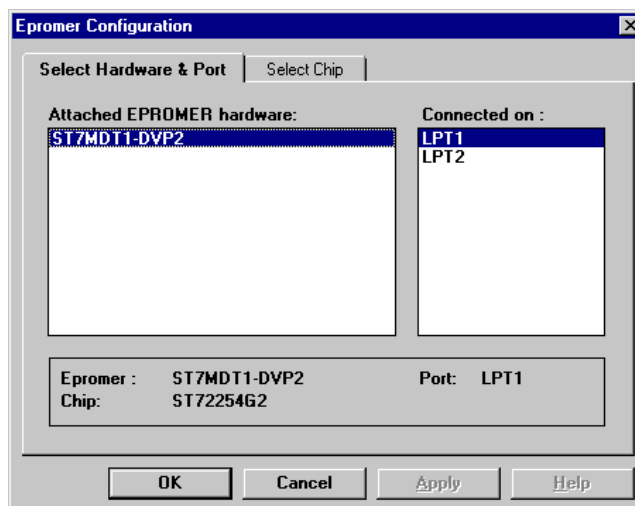 Epromer Configuration
Select Hardware & Port
Select Chip
Attached EPROMER hardware:
Connected on :
ST7MDT1-DVP2
LPT1
LPT2
Epromer : ST7MDT1-DVP2 Port: LPT1
Chip: ST72254G2
OK Cancel Apply Help